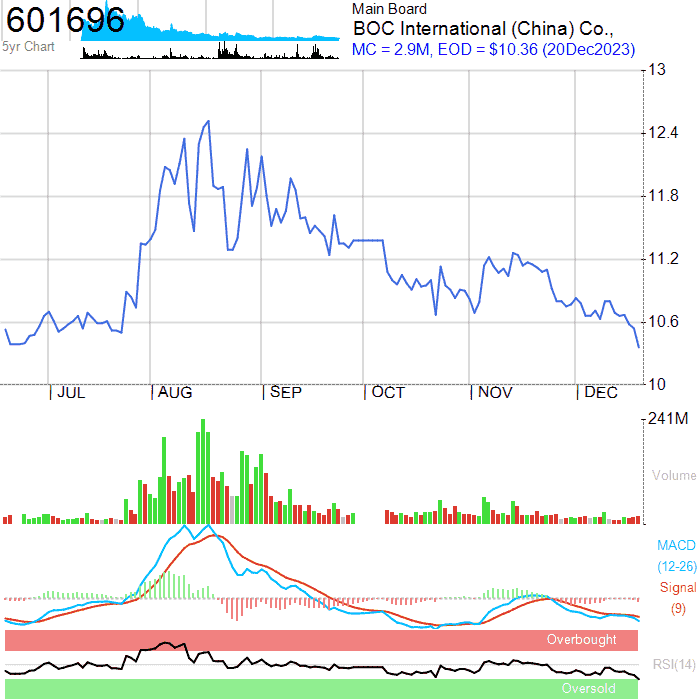 601696
5yr Chart
Main Board
BOC International (China) Co.,
MC = 2.9M, EOD = $10.36 (20Dec2023)
13
12.4
11.8
11.2
10.6
10
JUL
AUG
SEP
OCT
NOV
DEC
241M
Volume
MACD
(12-26)
Signal
(9)
Overbought
RSI(14)
Oversold